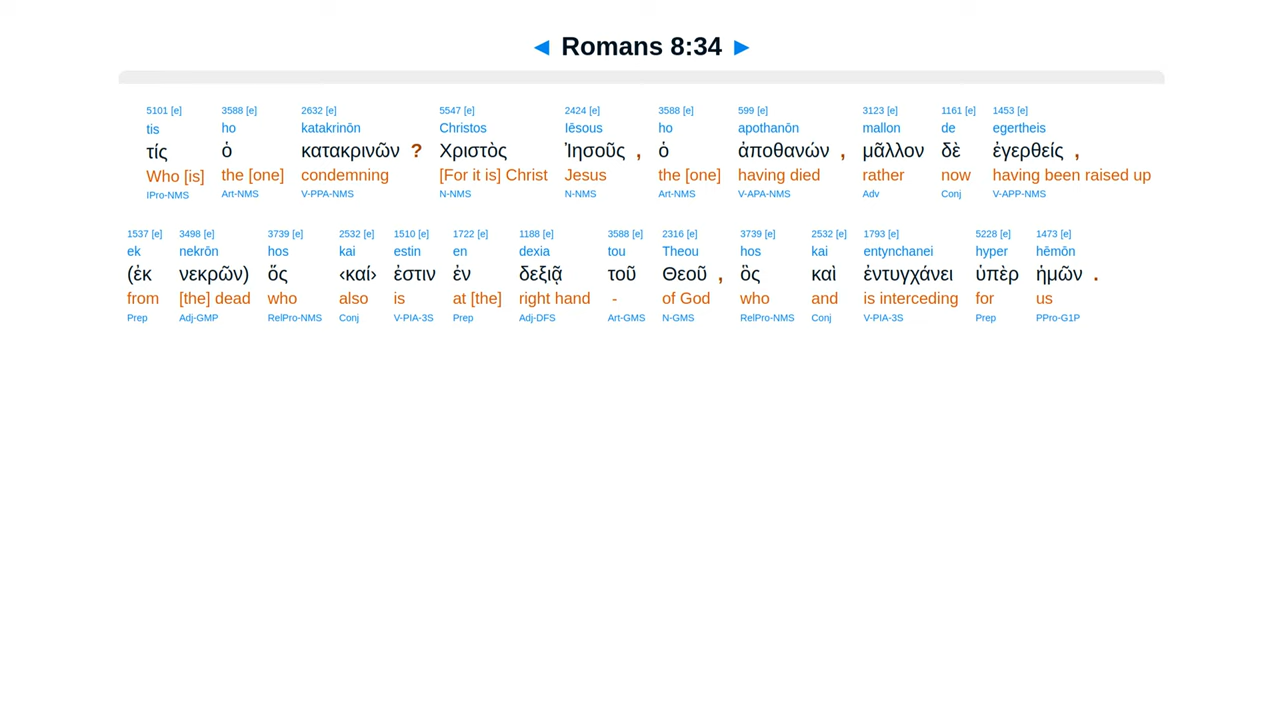 ◄ Romans 8:34 ►
5101 [e] 3588 [e] 2632 [e] 5547 [e] 2424 [e] 3588 [e] 599 [e] 3123 [e] 1161 [e] 1453 [e]
tis ho katakrinōn Christos Iēsous ho apothanōn mallon de egertheis
τίς ὁ κατακρινῶν ? Χριστὸς Ἰησοῦς , ὁ ἀποθανών , μᾶλλον δὲ ἐγερθείς ,
Who [is] the [one] condemning [For it is] Christ Jesus the [one] having died rather now having been raised up
IPro-NMS Art-NMS V-PPA-NMS N-NMS N-NMS Art-NMS V-APA-NMS Adv Conj V-APP-NMS
1537 [e] 3498 [e] 3739 [e] 2532 [e] 1510 [e] 1722 [e] 1188 [e] 3588 [e] 2316 [e] 3739 [e] 2532 [e] 1793 [e] 5228 [e] 1473 [e]
ek nekrōn hos kai estin en dexia tou Theou hos kai entynchanei hyper hēmōn
(ἐκ νεκρῶν) ὅς ‹καί› ἐστιν ἐν δεξιᾷ τοῦ Θεοῦ , ὃς καὶ ἐντυγχάνει ὑπὲρ ἡμῶν .
from [the] dead who also is at [the] right hand - of God who and is interceding for us
Prep Adj-GMP RelPro-NMS Conj V-PIA-3S Prep Adj-DFS Art-GMS N-GMS RelPro-NMS Conj V-PIA-3S Prep PPro-G1P